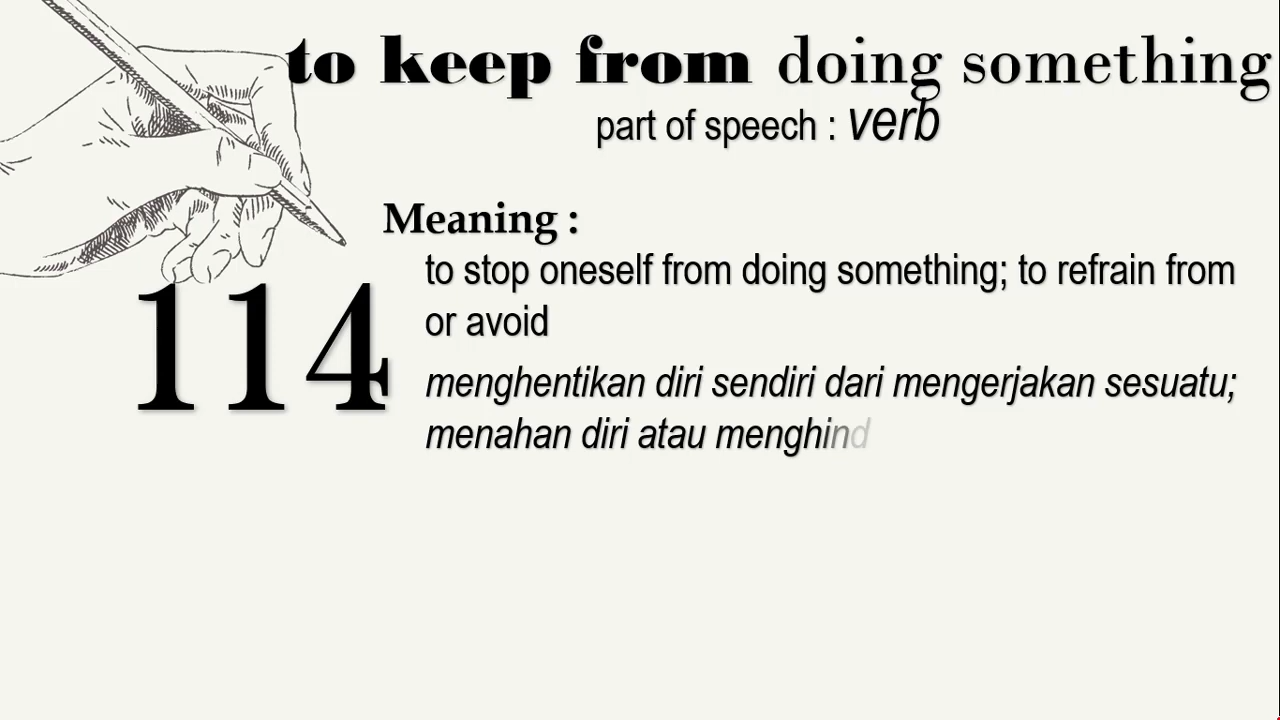 to keep from doing something
part of speech : verb
Meaning :
to stop oneself from doing something; to refrain from
or avoid
114
menghentikan diri sendiri dari mengerjakan sesuatu;
menahan diri atau menghind